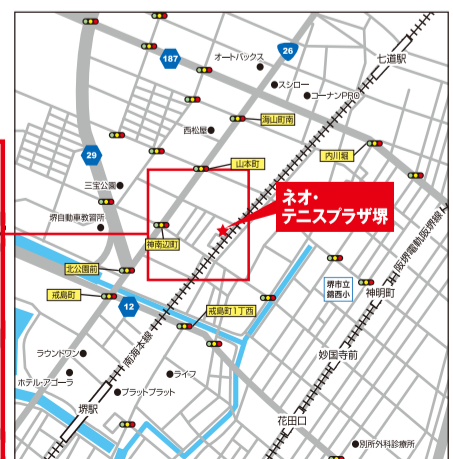 オートバックス
26
七道駅
187
スシロー
コーナンPRO
海山町南
西松屋
内川堀
29
山本町
三宝公園
ネオ・
テニスプラザ堺
堺自動車教習所
神南辺町
阪堺電軌阪堺線
北公園前
堺市立
錦西小
神明町
戎島町
12
戎島町1丁西
南海本線
ラウンドワン
妙国寺前
ライフ
ホテル・アゴーラ
プラットプラット
堺駅
花田口
別所外科診療所